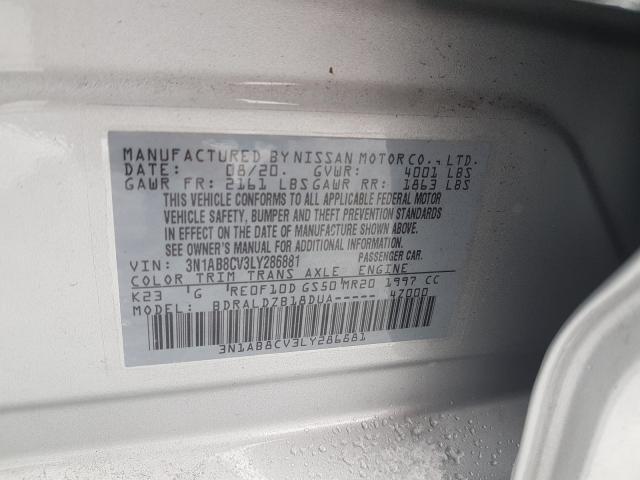 MANUFACTURED BY NISSAN MOTOR CO., LTD.
DATE: 08/20. GVWR: 4001 LBS
GAWR FR: 2161 LBS GAWR RR: 1863 LBS
THIS VEHICLE CONFORMS TO ALL APPLICABLE FEDERAL MOTOR
VEHICLE SAFETY, BUMPER AND THEFT PREVENTION STANDARDS
IN EFFECT ON THE DATE OF MANUFACTURE SHOWN ABOVE.
SEE OWNER'S MANUAL FOR ADDITIONAL INFORMATION.
VIN: 3N1AB8CV3LY286881 PASSENGER CAR.
COLOR TRIM TRANS AXLE ENGINE
K23 G RE0F10D GS50 MR20 1997 CC
MODEL: BDRALDZB18DUA----- 47000
3N1AB8CV3LY286881